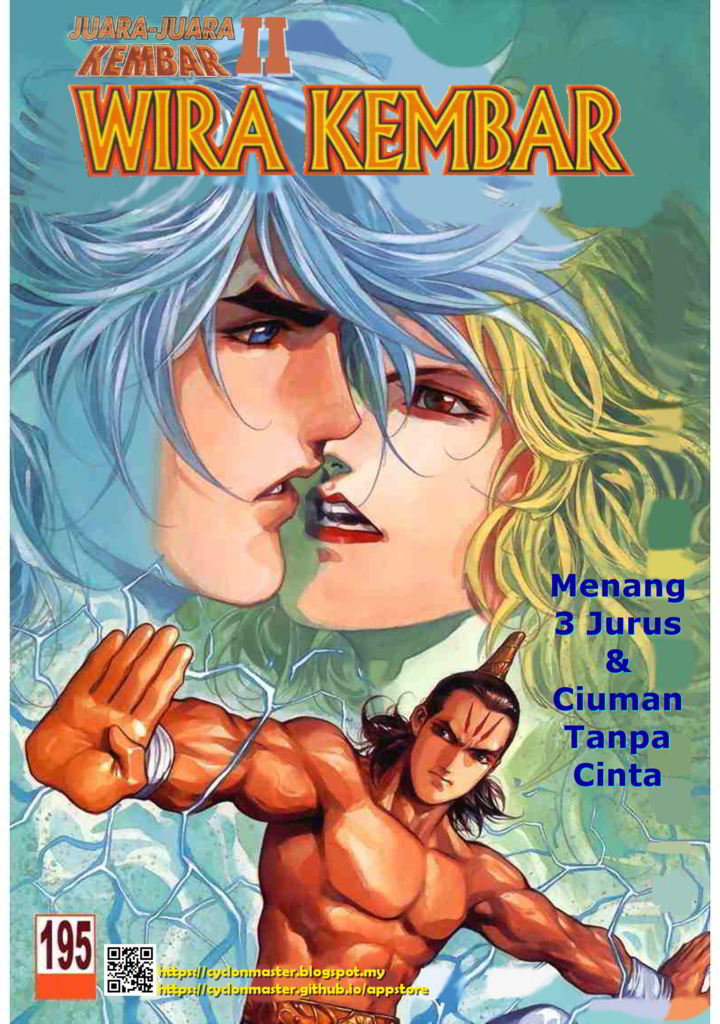 JUARA-JUARA
KEMBAR II
WIRA KEMBAR
Menang
3 Jurus
&
Ciuman
Tanpa
Cinta
195
https://cyclonmaster.blogspot.my
https://cyclonmaster.github.io/appstore